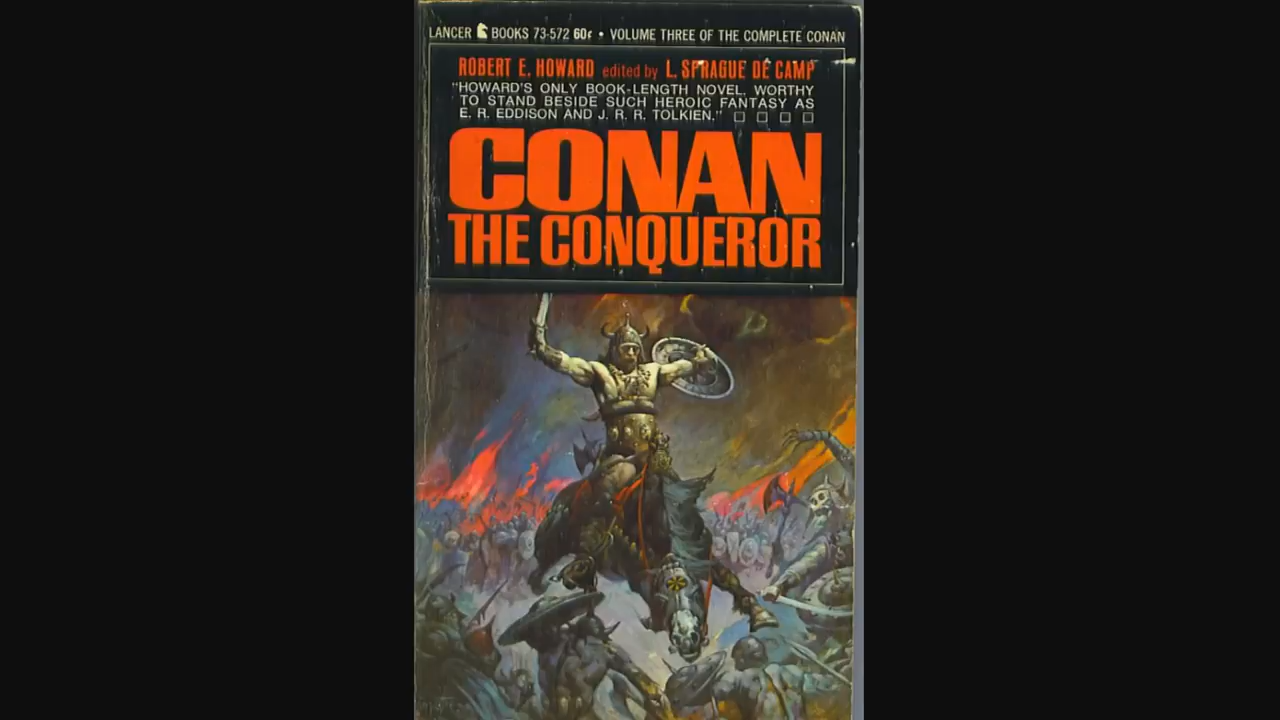 LANCER BOOKS 73-572 60¢ • VOLUME THREE OF THE COMPLETE CONAN
ROBERT E. HOWARD edited by L. SPRAGUE DE CAMP
"HOWARD'S ONLY BOOK-LENGTH NOVEL, WORTHY
TO STAND BESIDE SUCH HEROIC FANTASY AS
E. R. EDDISON AND J. R. R. TOLKIEN."
CONAN
THE CONQUEROR